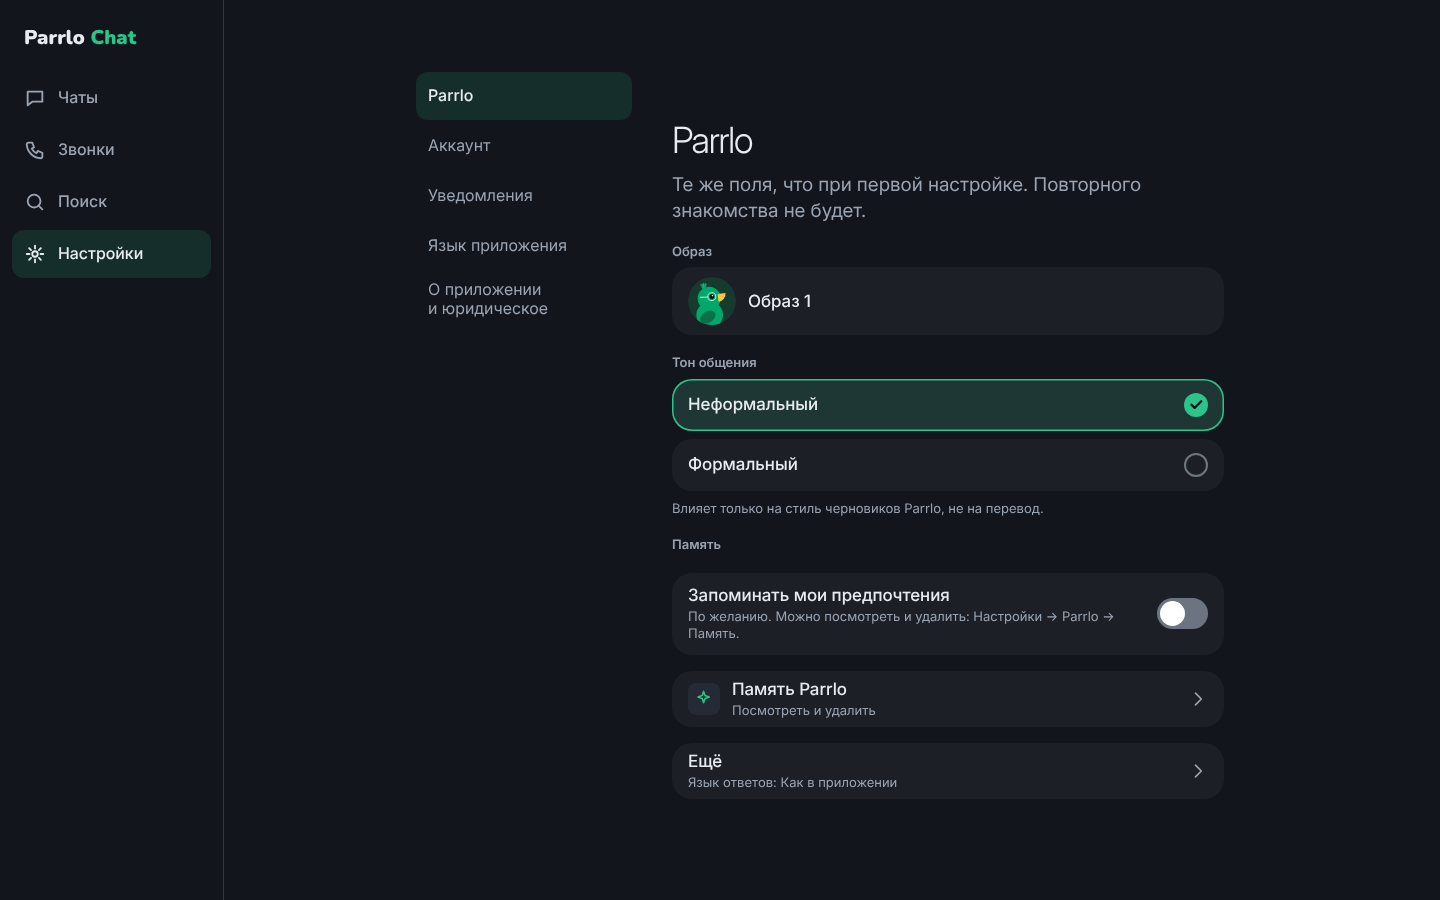 Parrlo Chat
Чаты
Звонки
Поиск
Настройки
Parrlo
Аккаунт
Уведомления
Язык приложения
О приложении
и юридическое
Parrlo
Те же поля, что при первой настройке. Повторного
знакомства не будет.
Образ
Образ 1
Тон общения
Неформальный
Формальный
Влияет только на стиль черновиков Parrlo, не на перевод.
Память
Запоминать мои предпочтения
По желанию. Можно посмотреть и удалить: Настройки → Parrlo →
Память.
Память Parrlo
Посмотреть и удалить
Ещё
Язык ответов: Как в приложении